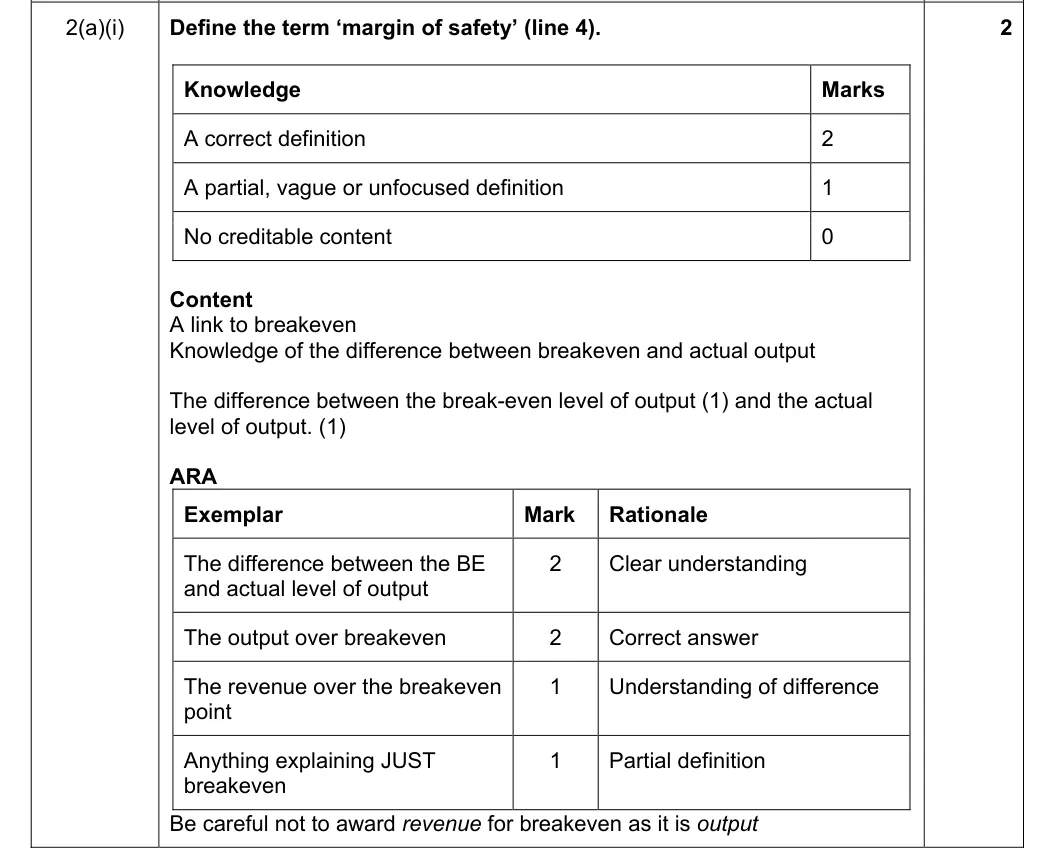 2(a)(i) Define the term ‘margin of safety’ (line 4). 2
Knowledge Marks
A correct definition 2
A partial, vague or unfocused definition 1
No creditable content 0
Content
A link to breakeven
Knowledge of the difference between breakeven and actual output
The difference between the break-even level of output (1) and the actual
level of output. (1)
ARA
Exemplar Mark Rationale
The difference between the BE 2 Clear understanding
and actual level of output
The output over breakeven 2 Correct answer
The revenue over the breakeven 1 Understanding of difference
point
Anything explaining JUST 1 Partial definition
breakeven
Be careful not to award revenue for breakeven as it is output